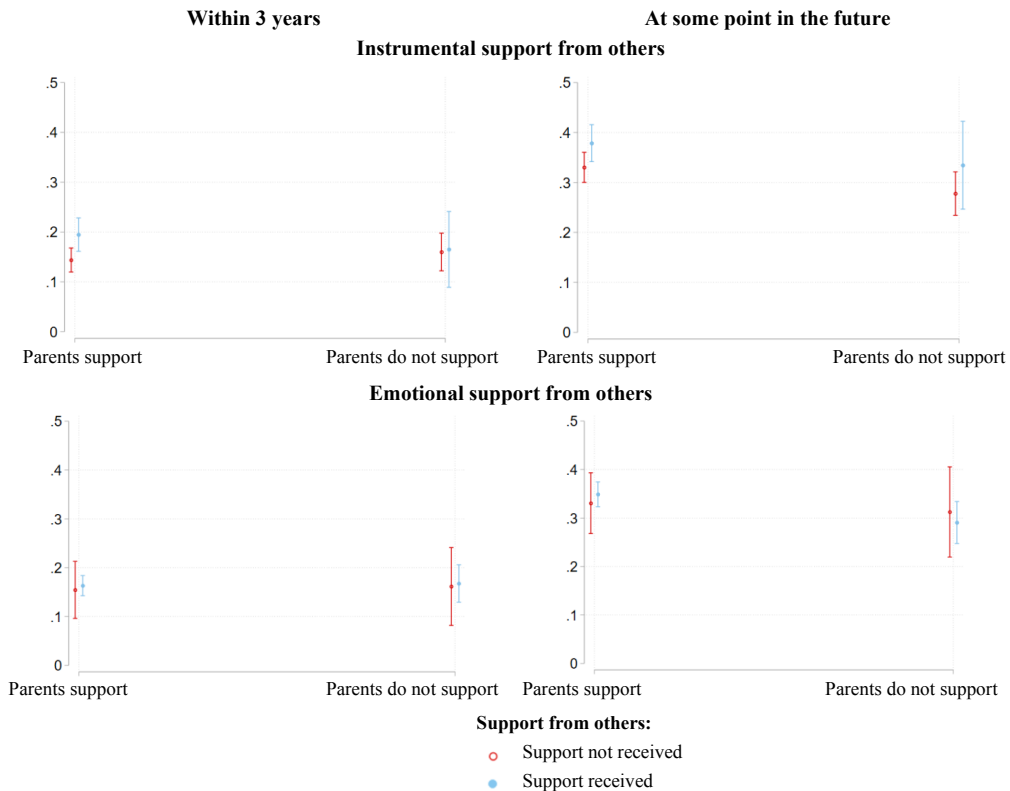 Within 3 years At some point in the future
Instrumental support from others
.5 .5
.4 .4
.3 .3
.2 .2
.1 .1
0 0
Parents support Parents do not support Parents support Parents do not support
Emotional support from others
.5 .5
.4 .4
.3 .3
.2 .2
.1 .1
0 0
Parents support Parents do not support Parents support Parents do not support
Support from others:
Support not received
Support received